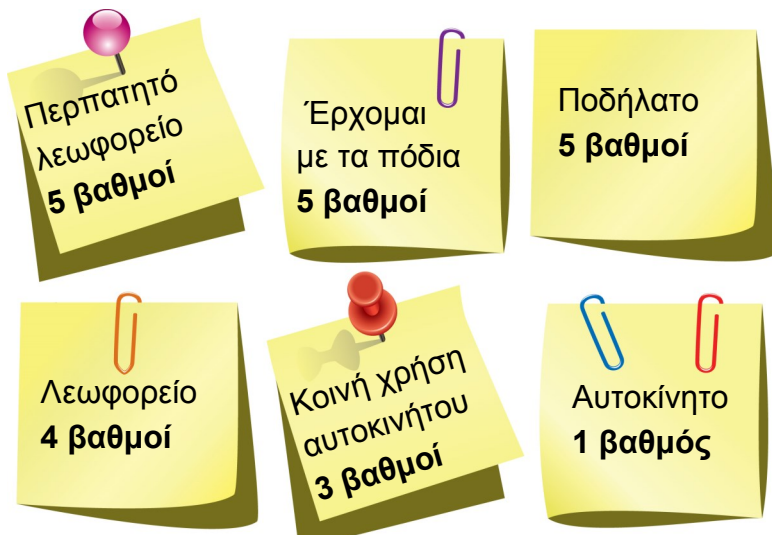 Περπατητό
λεωφορείο
5 βαθμοί
Έρχομαι
με τα πόδια
5 βαθμοί
Ποδήλατο
5 βαθμοί
Λεωφορείο
4 βαθμοί
Κοινή χρήση
αυτοκινήτου
3 βαθμοί
Αυτοκίνητο
1 βαθμός